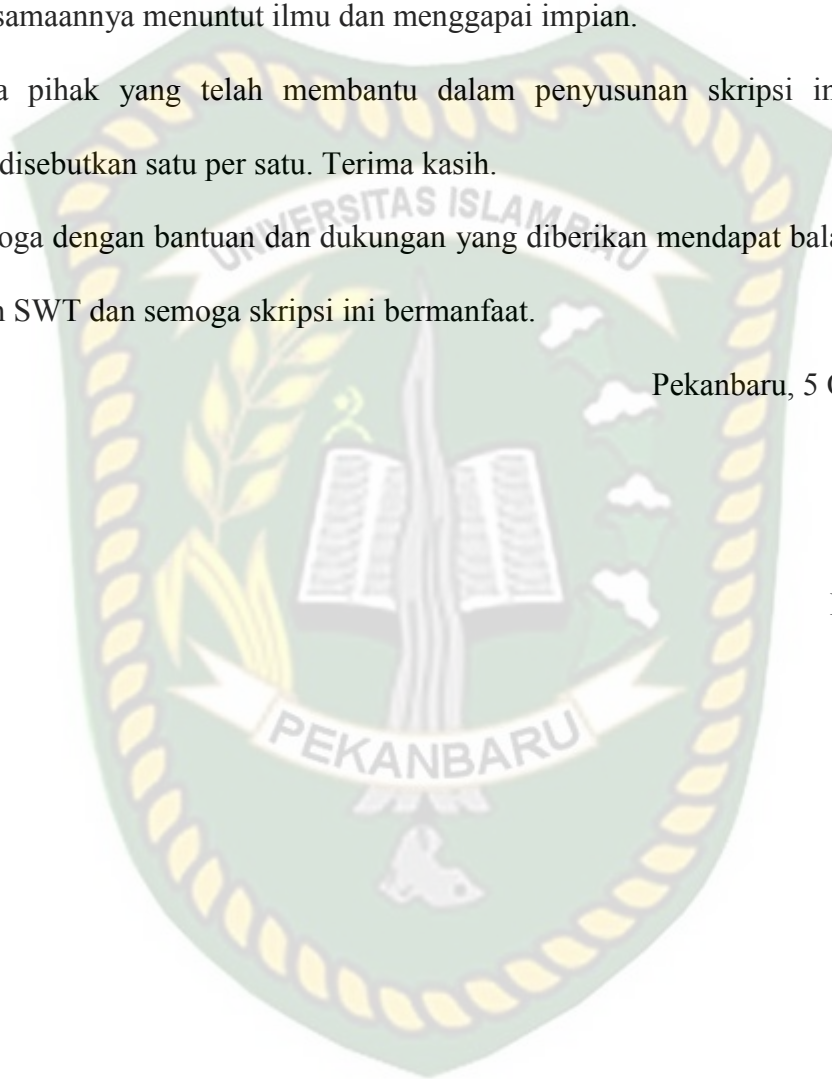 samaannya menuntut ilmu dan menggapai impian.
a pihak yang telah membantu dalam penyusunan skripsi in
disebutkan satu per satu. Terima kasih.
UNIVERSITAS ISLAM RIAU
oga dengan bantuan dan dukungan yang diberikan mendapat bala
n SWT dan semoga skripsi ini bermanfaat.
Pekanbaru, 5
PEKANBARU